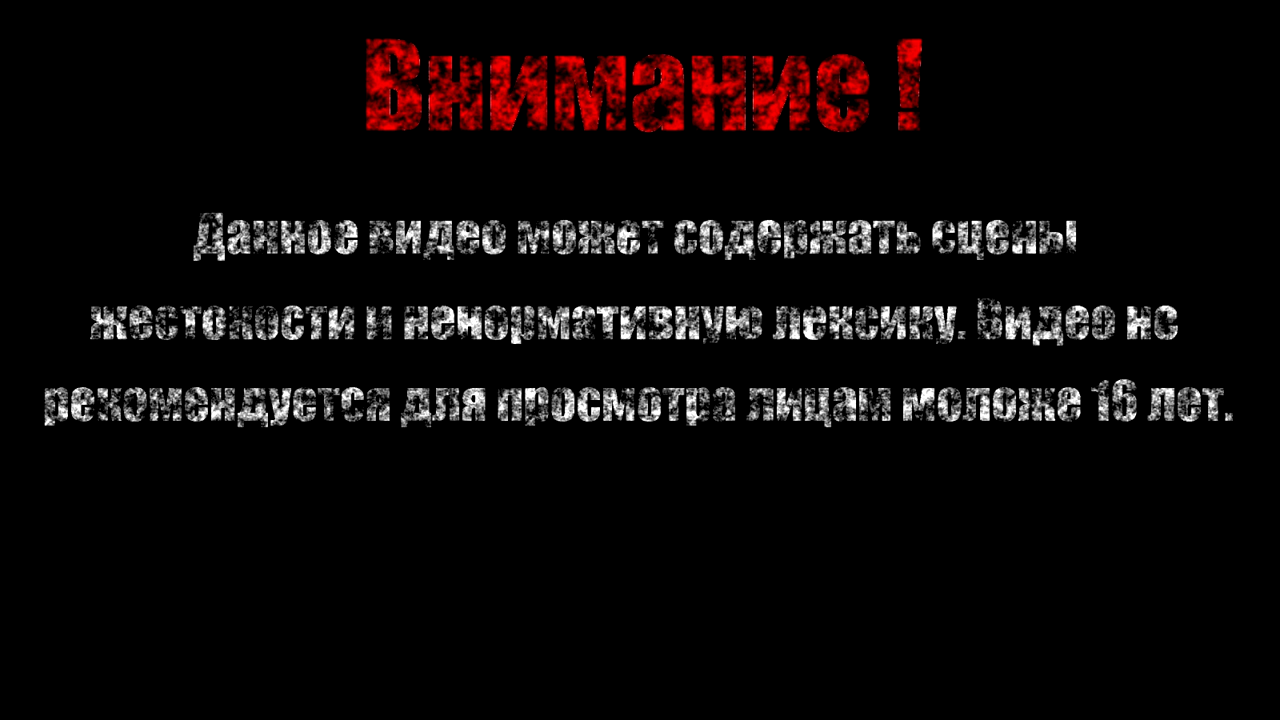 Внимание !
Данное видео может содержать сцены
жестокости и ненормативную лексику. Видео не
рекомендуется для просмотра лицам моложе 16 лет.